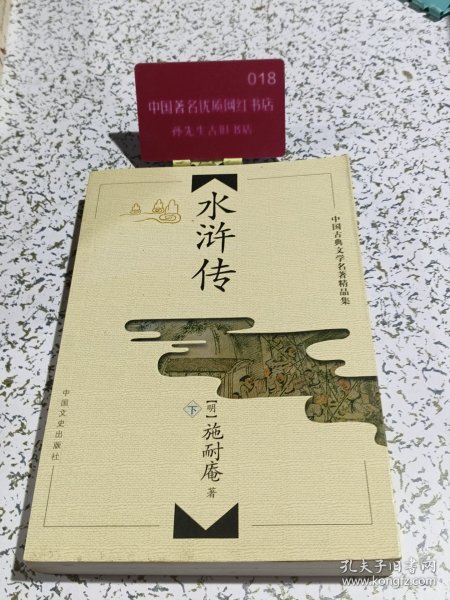 018
中国著名优质网红书店
孙先生古旧书店
水浒传
中国古典文学名著精品集
下
【明】施耐庵 著
中国文史出版社
孔夫子旧书网
www.kongfz.com